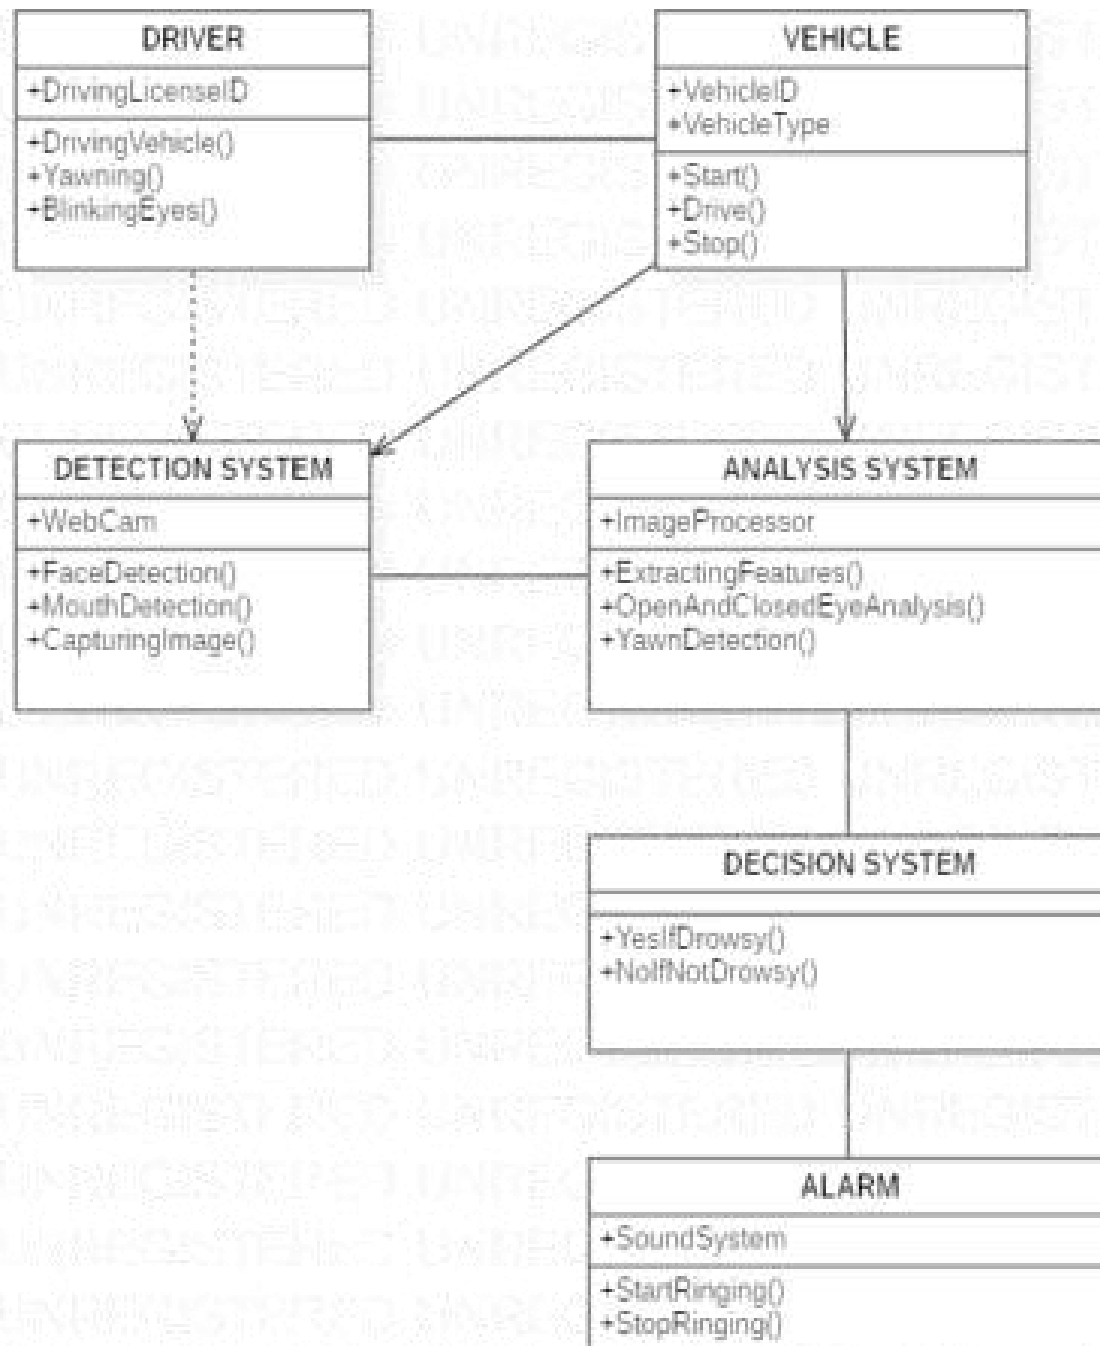 DRIVER
+DrivingLicenseID
+DrivingVehicle()
+Yawning()
+BlinkingEyes()
VEHICLE
+VehicleID
+VehicleType
+Start()
+Drive()
+Stop()
DETECTION SYSTEM
+WebCam
+FaceDetection()
+MouthDetection()
+CapturingImage()
ANALYSIS SYSTEM
+ImageProcessor
+ExtractingFeatures()
+OpenAndClosedEyeAnalysis()
+YawnDetection()
DECISION SYSTEM
+YesIfDrowsy()
+NoIfNotDrowsy()
ALARM
+SoundSystem
+StartRinging()
+StopRinging()